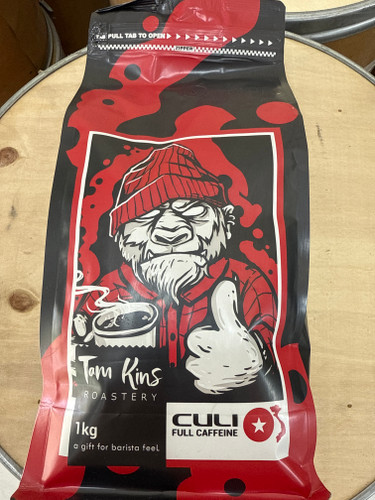 PULL TAB TO OPEN
Tom Kins
ROASTERY
1kg
a gift for barista feel.
CULI
FULL CAFFEINE